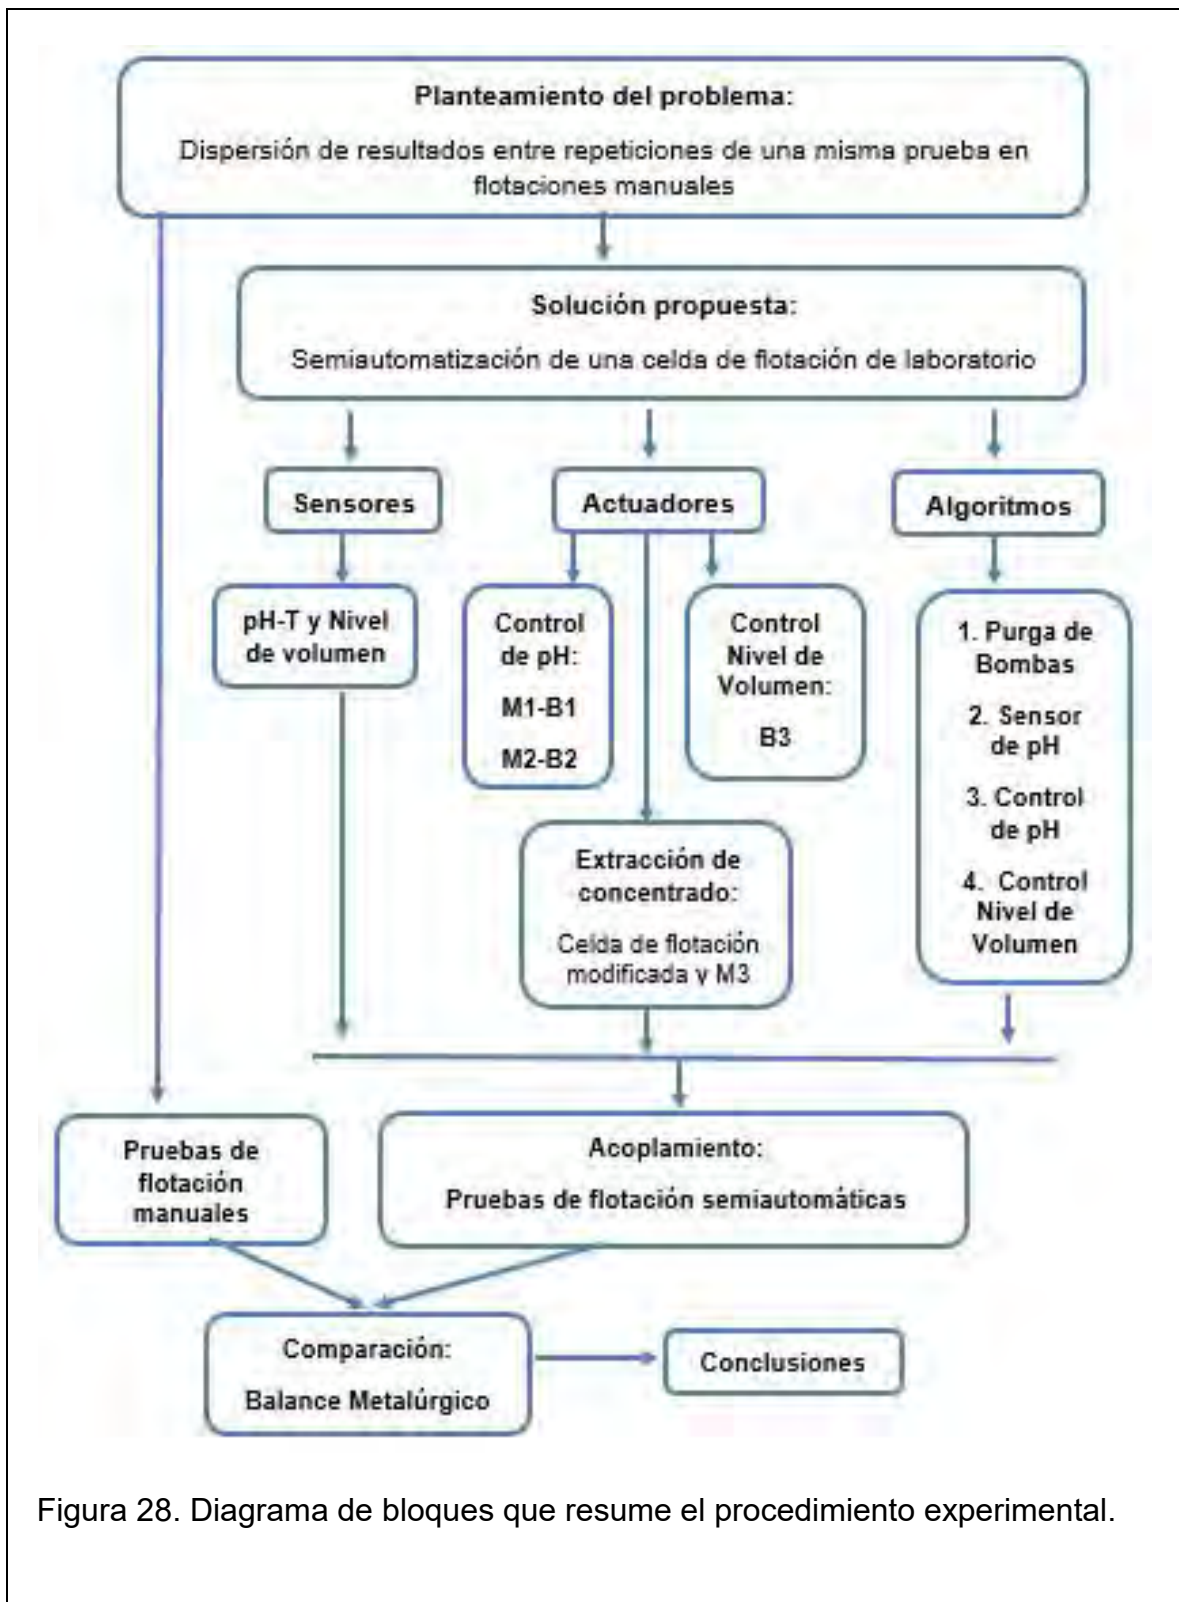 Planteamiento del problema:
Dispersión de resultados entre repeticiones de una misma prueba en
flotaciones manuales
Solución propuesta:
Semiautomatización de una celda de flotación de laboratorio
Sensores
Actuadores
Algoritmos
pH-T y Nivel
de volumen
Control
de pH:
M1-B1
M2-B2
Control
Nivel de
Volumen:
B3
1. Purga de
Bombas
2. Sensor
de pH
3. Control
de pH
4. Control
Nivel de
Volumen
Extracción de
concentrado:
Celda de flotación
modificada y M3
Pruebas de
flotación
manuales
Acoplamiento:
Pruebas de flotación semiautomáticas
Comparación:
Balance Metalúrgico
Conclusiones
Figura 28. Diagrama de bloques que resume el procedimiento experimental.